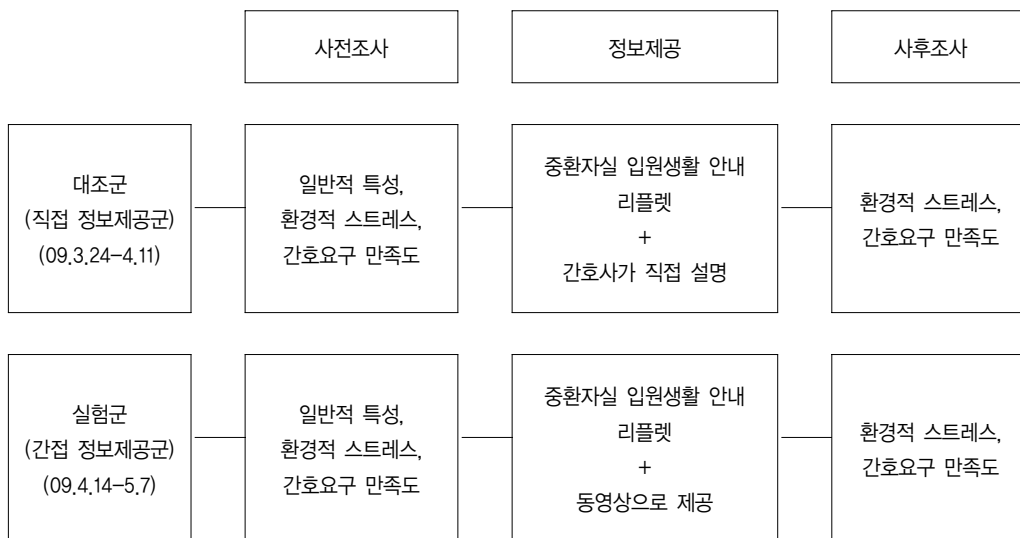 사전조사
정보제공
사후조사
대조군
(직접 정보제공군)
(09.3.24-4.11)
일반적 특성,
환경적 스트레스,
간호요구 만족도
중환자실 입원생활 안내
리플렛
+
간호사가 직접 설명
환경적 스트레스,
간호요구 만족도
실험군
(간접 정보제공군)
(09.4.14-5.7)
일반적 특성,
환경적 스트레스,
간호요구 만족도
중환자실 입원생활 안내
리플렛
+
동영상으로 제공
환경적 스트레스,
간호요구 만족도